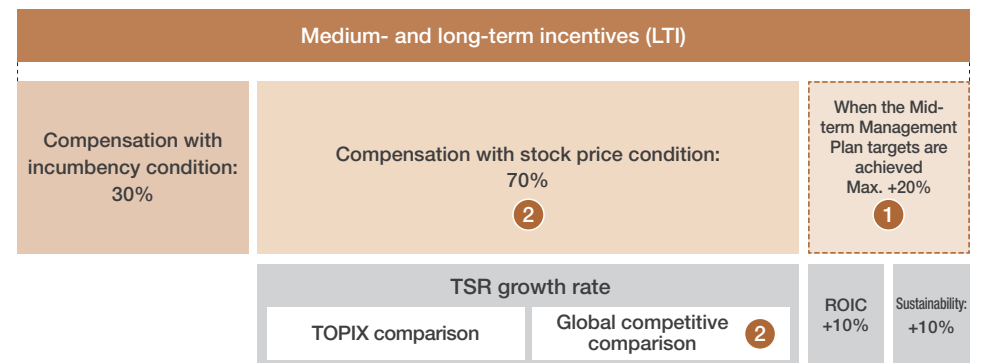 Medium- and long-term incentives (LTI)
Compensation with
incumbency condition:
30%
Compensation with stock price condition:
70%
2
When the Mid-
term Management
Plan targets are
achieved
Max. +20%
1
TSR growth rate
TOPIX comparison
Global competitive
comparison
2
ROIC
+10%
Sustainability:
+10%